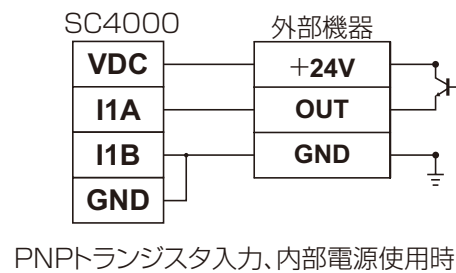 SC4000 外部機器
VDC +24V
I1A OUT
I1B GND
GND
PNPトランジスタ入力、内部電源使用時